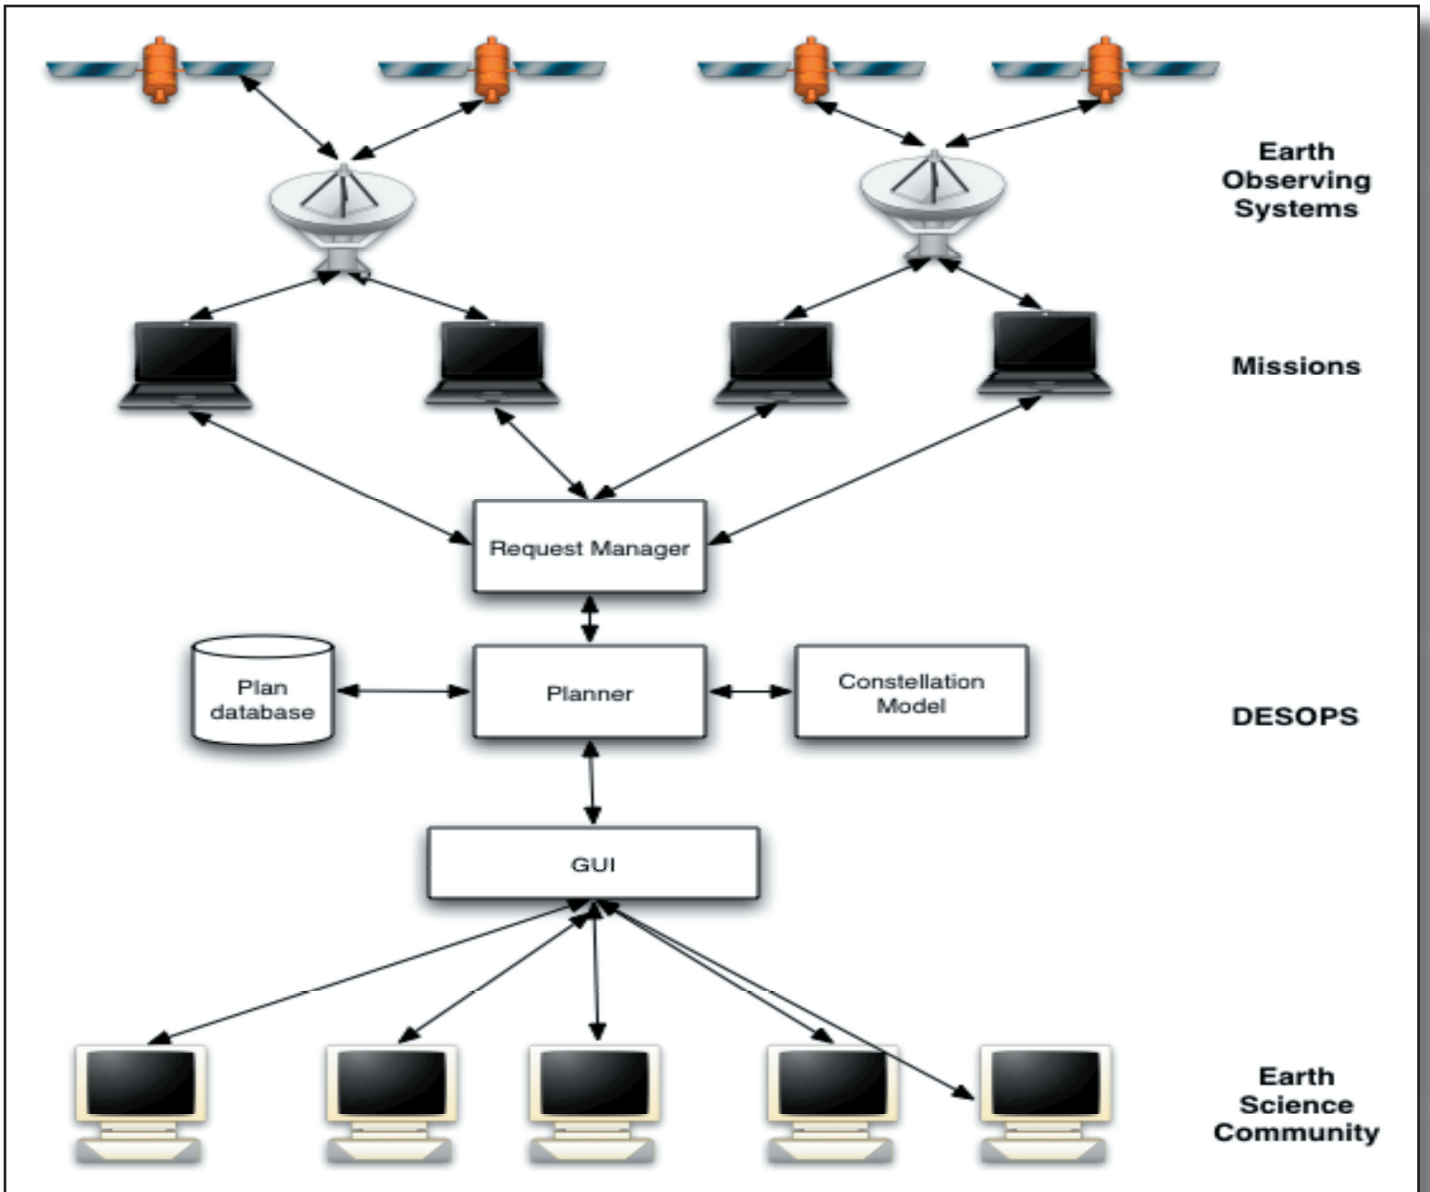 Earth
Observing
Systems
Missions
Request Manager
Plan
database
Planner
Constellation
Model
DESOPS
GUI
Earth
Science
Community